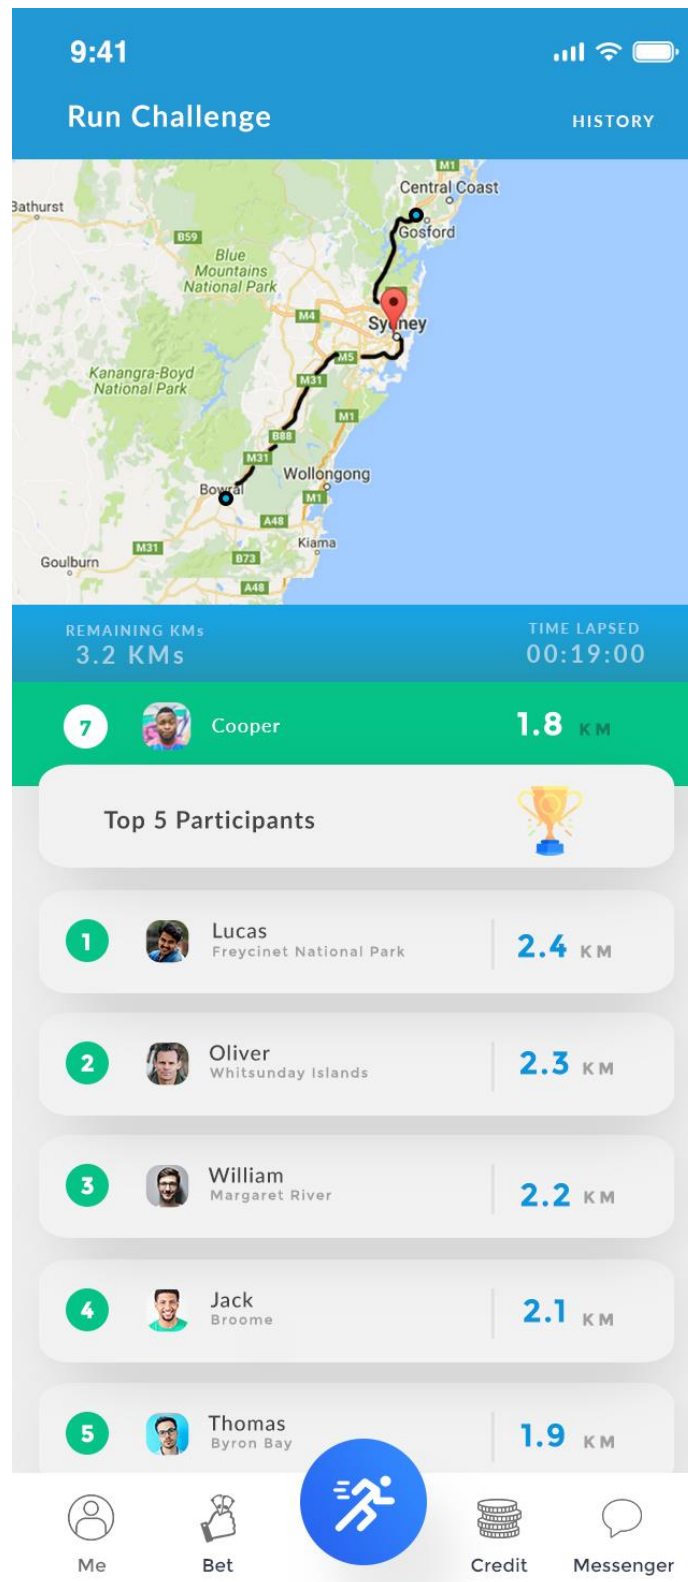 9:41
Run Challenge
HISTORY
M1
Central Coast
Bathurst
Gosford
B59
Blue
Mountains
National Park
M4
Sydney
M5
Kanangra-Boyd
National Park
M31
M1
B88
M31
Wollongong
Bowral
M1
A48
Kiama
M31
B73
Goulburn
A48
REMAINING KMs
TIME LAPSED
3.2 KMs
00:19:00
7
Cooper
1.8 KM
Top 5 Participants
1
Lucas
Freycinet National Park
2.4 KM
2
Oliver
Whitsunday Islands
2.3 KM
3
William
Margaret River
2.2 KM
4
Jack
Broome
2.1 KM
5
Thomas
Byron Bay
1.9 KM
Me
Bet
Credit
Messenger